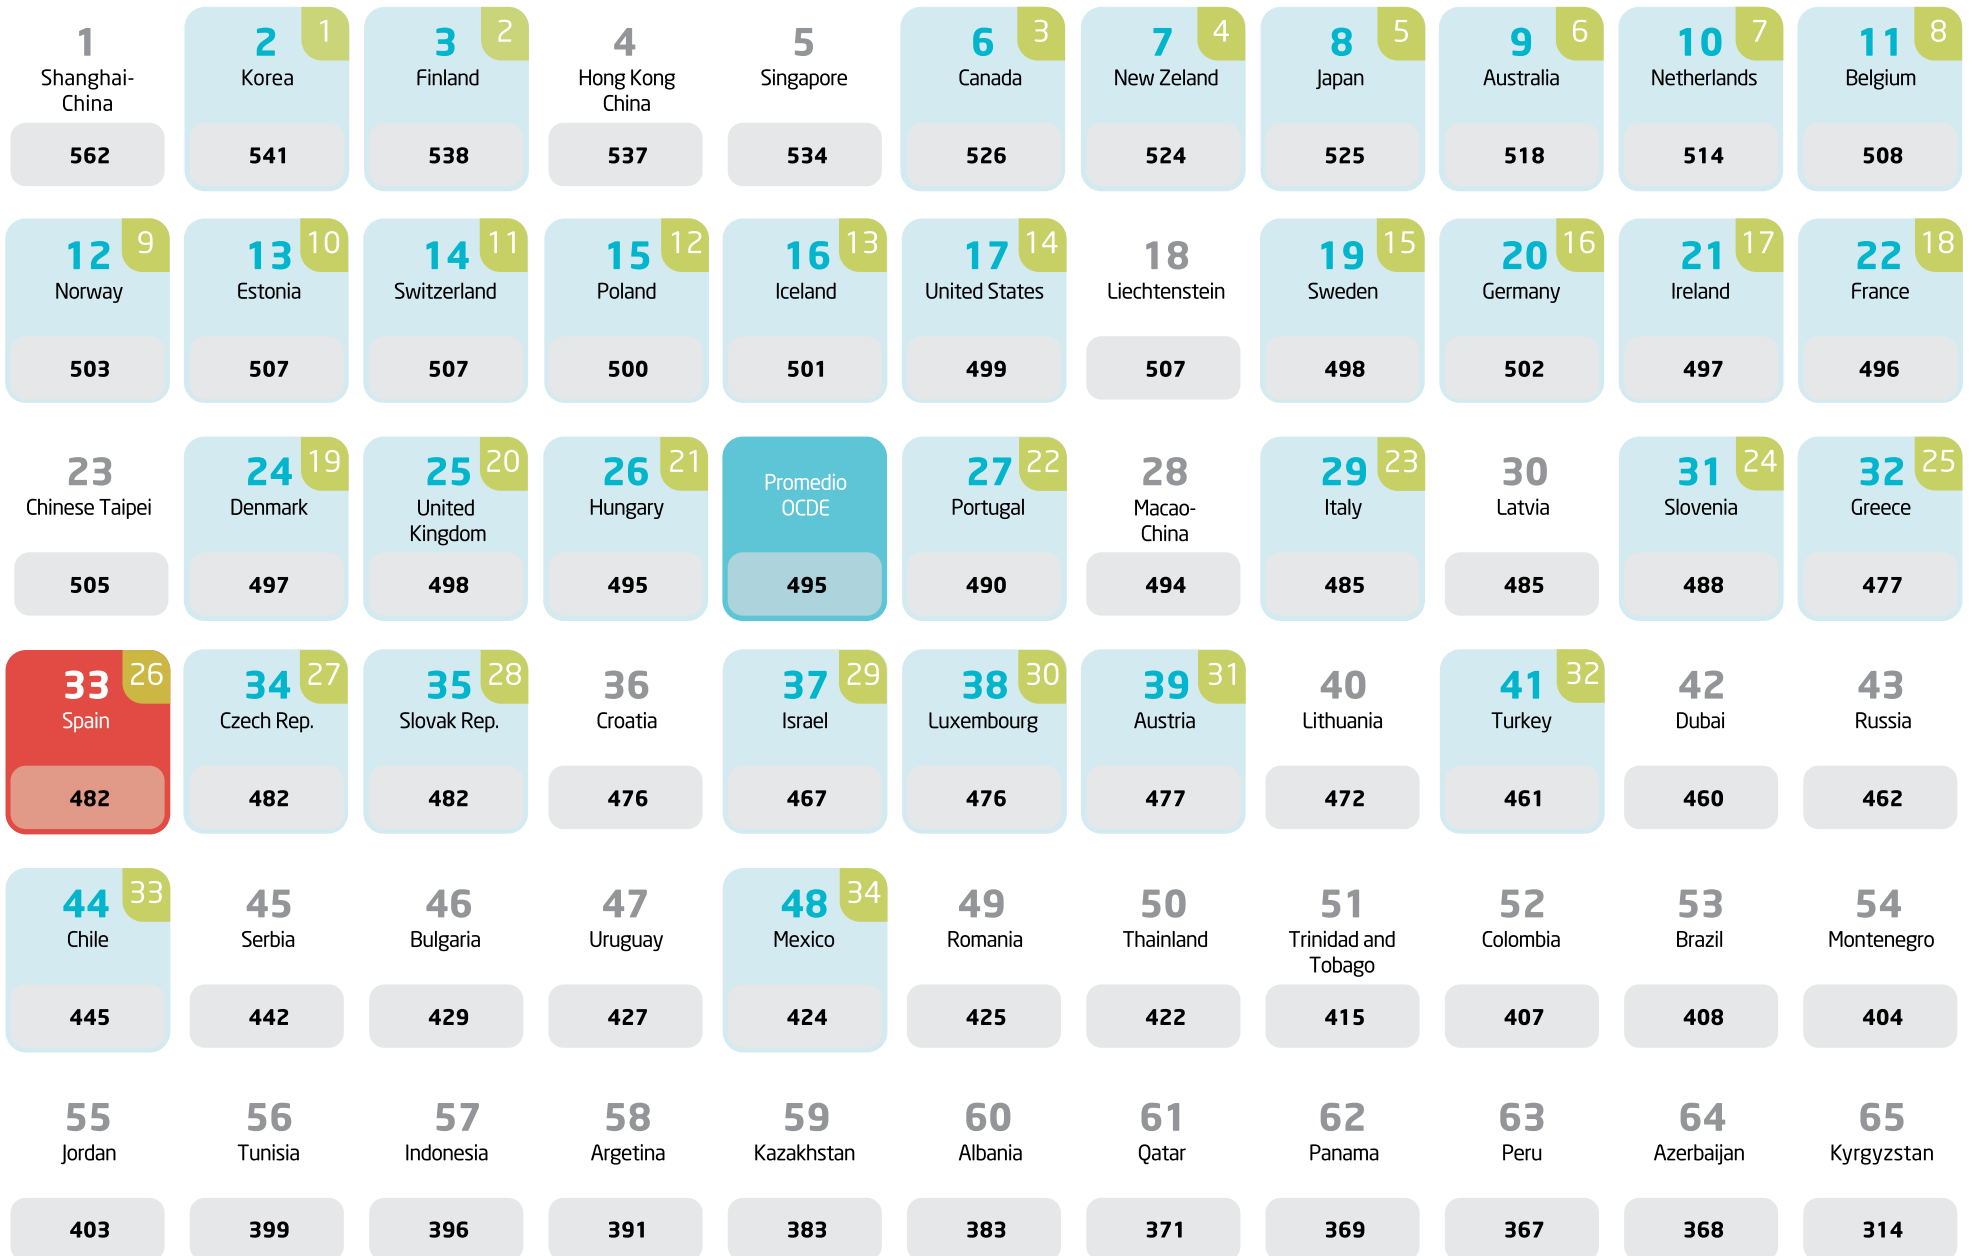 1
Shanghai-
China
562
2 1
Korea
541
3 2
Finland
538
4
Hong Kong
China
537
5
Singapore
534
6 3
Canada
526
7 4
New Zeland
524
8 5
Japan
525
9 6
Australia
518
10 7
Netherlands
514
11 8
Belgium
508
12 9
Norway
503
13 10
Estonia
507
14 11
Switzerland
507
15 12
Poland
500
16 13
Iceland
501
17 14
United States
499
18
Liechtenstein
507
19 15
Sweden
498
20 16
Germany
502
21 17
Ireland
497
22 18
France
496
23
Chinese Taipei
505
24 19
Denmark
497
25 20
United
Kingdom
498
26 21
Hungary
495
Promedio
OCDE
495
27 22
Portugal
490
28
Macao-
China
494
29 23
Italy
485
30
Latvia
485
31 24
Slovenia
488
32 25
Greece
477
33 26
Spain
482
34 27
Czech Rep.
482
35 28
Slovak Rep.
482
36
Croatia
476
37 29
Israel
467
38 30
Luxembourg
476
39 31
Austria
477
40
Lithuania
472
41 32
Turkey
461
42
Dubai
460
43
Russia
462
44 33
Chile
445
45
Serbia
442
46
Bulgaria
429
47
Uruguay
427
48 34
Mexico
424
49
Romania
425
50
Thainland
422
51
Trinidad and
Tobago
415
52
Colombia
407
53
Brazil
408
54
Montenegro
404
55
Jordan
403
56
Tunisia
399
57
Indonesia
396
58
Argetina
391
59
Kazakhstan
383
60
Albania
383
61
Qatar
371
62
Panama
369
63
Peru
367
64
Azerbaijan
368
65
Kyrgyzstan
314